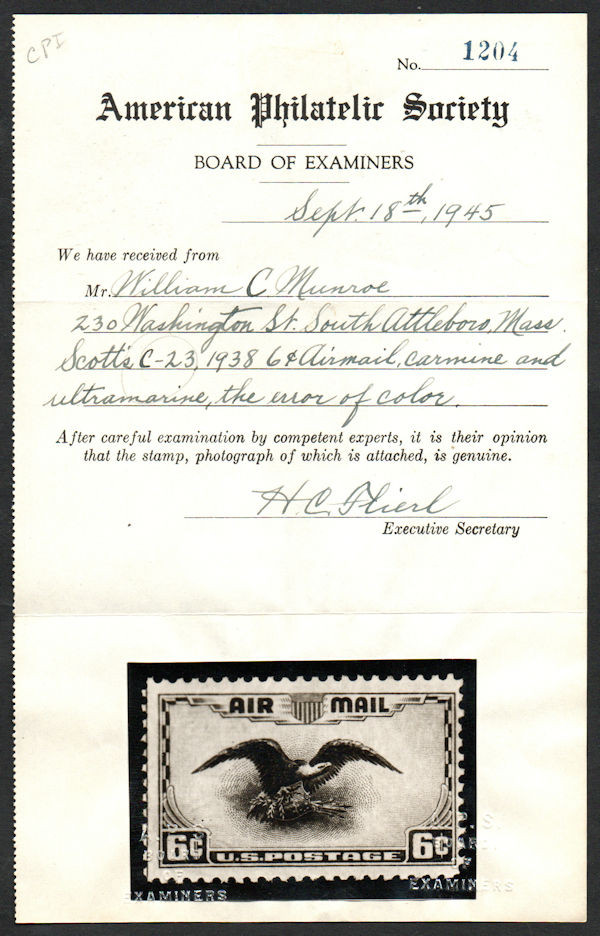 CPI
No. 1204
American Philatelic Society
BOARD OF EXAMINERS
Sept. 18th, 1945
We have received from
Mr. William C. Munroe
230 Washington St. South Attleboro, Mass.
Scott's C-23, 1938 6¢ Airmail, carmine and
ultramarine, the error of color.
After careful examination by competent experts, it is their opinion
that the stamp, photograph of which is attached, is genuine.
H. C. Flierl
Executive Secretary
AIR MAIL
6¢ U.S. POSTAGE 6¢
EXAMINERS EXAMINERS